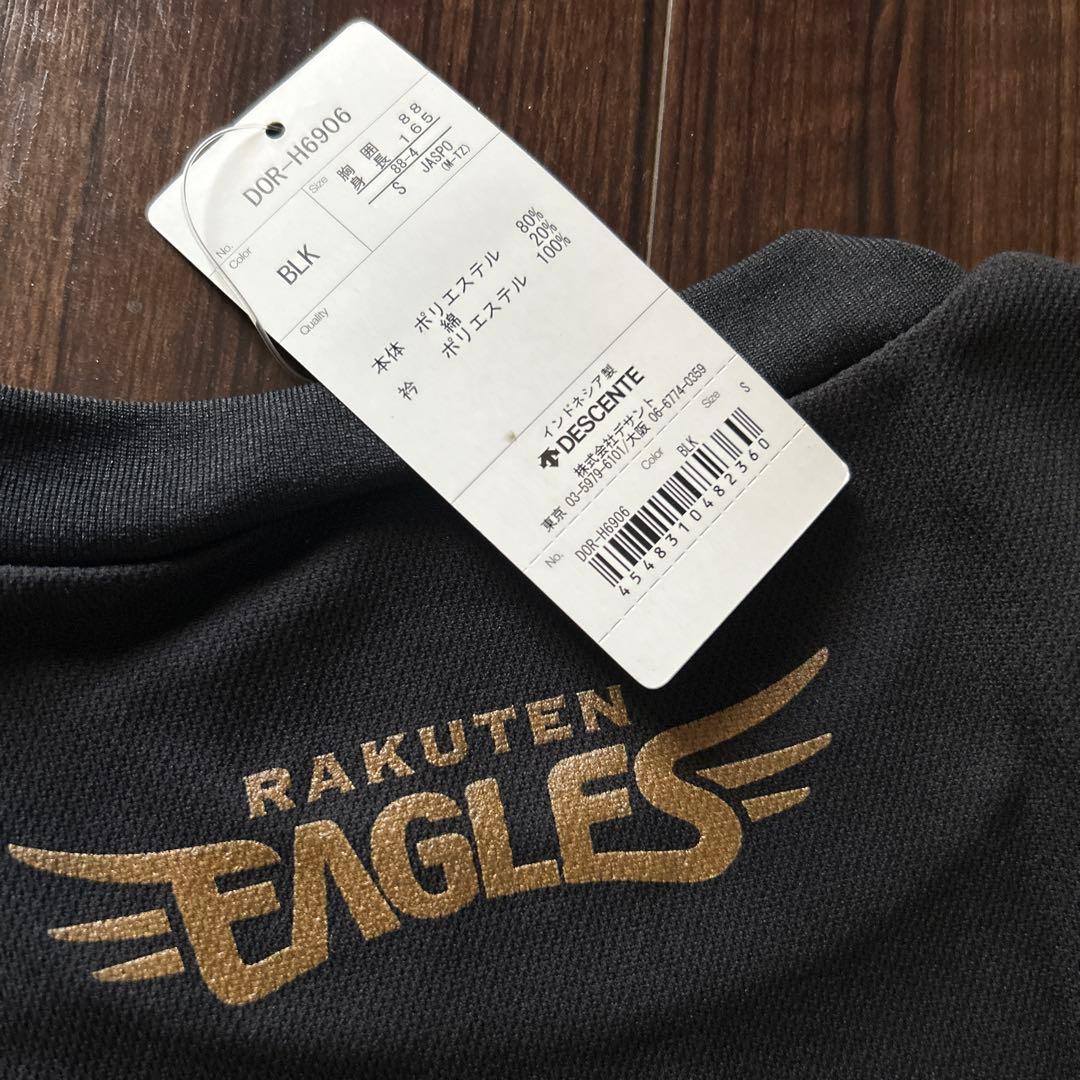 No. DOR-H6906
Size 胸囲 88
身長 165
88-4
S JASPO
(M-TZ)
Color BLK
Quality
本体 ポリエステル 80%
綿 20%
衿 ポリエステル 100%
インドネシア製
DESCENTE
株式会社デサント
東京 03-5979-6101/大阪 06-6774-0359
No. DOR-H6906 Color BLK Size S
4548310482360
RAKUTEN
EAGLES